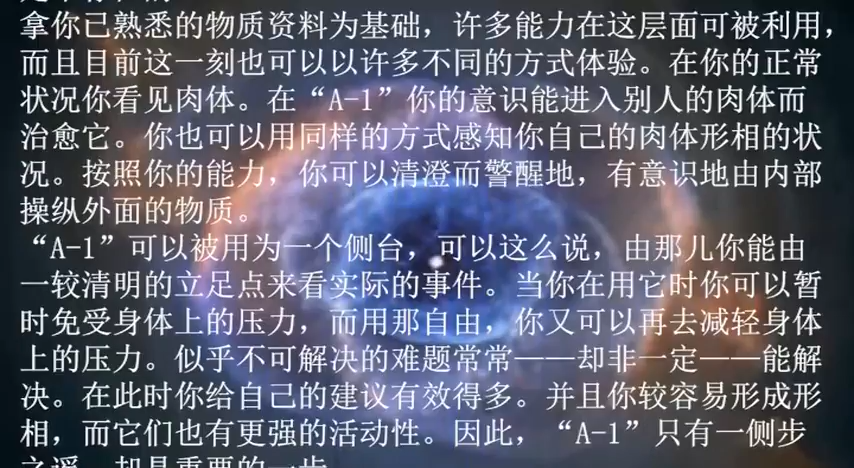 拿你已熟悉的物质资料为基础，许多能力在这层面可被利用，
而且目前这一刻也可以以许多不同的方式体验。在你的正常
状况你看见肉体。在“A-1”你的意识能进入别人的肉体而
治愈它。你也可以用同样的方式感知你自己的肉体形相的状
况。按照你的能力，你可以清澄而警醒地，有意识地由内部
操纵外面的物质。
“A-1”可以被用为一个侧台，可以这么说，由那儿你能由
一较清明的立足点来看实际的事件。当你在用它时你可以暂
时免受身体上的压力，而用那自由，你又可以再去减轻身体
上的压力。似乎不可解决的难题常常——却非一定——能解
决。在此时你给自己的建议有效得多。并且你较容易形成形
相，而它们也有更强的活动性。因此，“A-1”只有一侧步
之遥，却是重要的一步